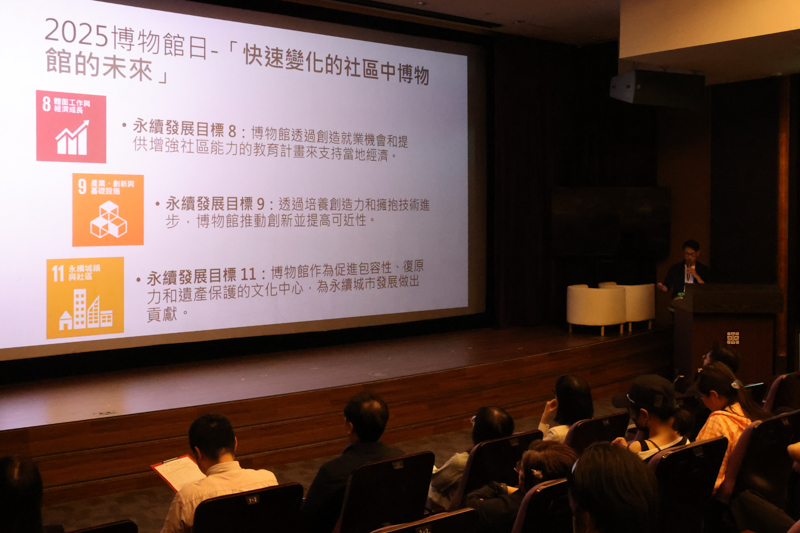 2025博物館日-「快速變化的社區中博物
館的未來」
8 體面工作與
經濟成長
•永續發展目標 8：博物館透過創造就業機會和提
供增強社區能力的教育計畫來支持當地經濟。
9 產業、創新與
基礎設施
•永續發展目標 9：透過培養創造力和擁抱技術進
步，博物館推動創新並提高可近性。
11 永續城鎮
與社區
•永續發展目標 11：博物館作為促進包容性、復原
力和遺產保護的文化中心，為永續城市發展做出
貢獻。